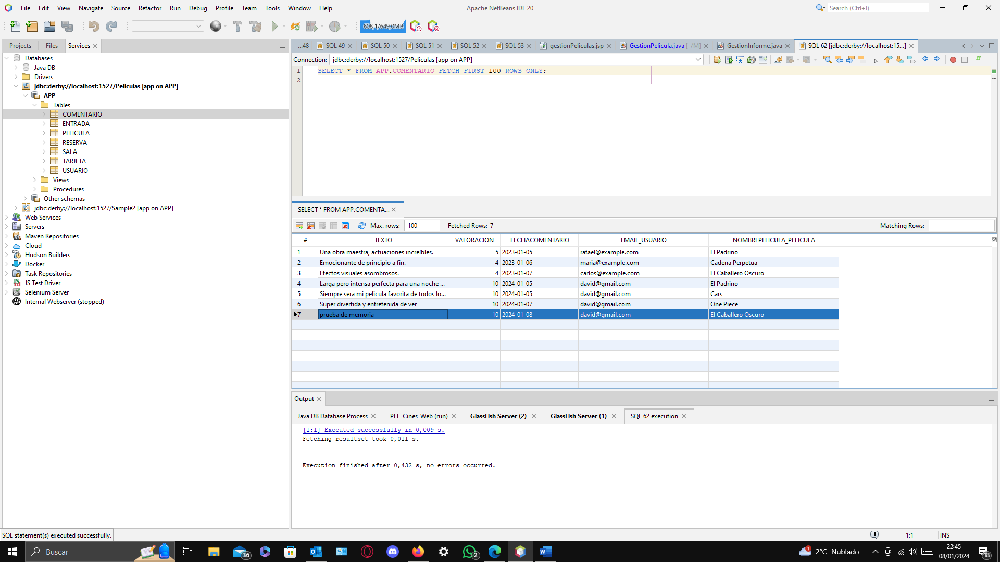 File Edit View Navigate Source Refactor Run Debug Profile Team Tools Window Help
Apache NetBeans IDE 20
Search (Ctrl+I)
608,1/649,0MB
Projects Files Services
Databases
Java DB
Drivers
jdbc:derby://localhost:1527/Peliculas [app on APP]
APP
Tables
COMENTARIO
ENTRADA
PELICULA
RESERVA
SALA
TARJETA
USUARIO
Views
Procedures
Other schemas
jdbc:derby://localhost:1527/Sample2 [app on APP]
Web Services
Servers
Maven Repositories
Cloud
Hudson Builders
Docker
Task Repositories
JS Test Driver
Selenium Server
Internal Webserver (stopped)
...48 SQL 49 SQL 50 SQL 51 SQL 52 SQL 53 gestionPeliculas.jsp GestionPelicula.java [-/M] GestionInforme.java SQL 62 [jdbc:derby://localhost:15...]
Connection: jdbc:derby://localhost:1527/Peliculas [app on APP]
1 SELECT * FROM APP.COMENTARIO FETCH FIRST 100 ROWS ONLY;
2
SELECT * FROM APP.COMENTA...
Max. rows: 100 Fetched Rows: 7 Matching Rows:
# TEXTO VALORACION FECHACOMENTARIO EMAIL_USUARIO NOMBREPELICULA_PELICULA
1 Una obra maestra, actuaciones increíbles. 5 2023-01-05 rafael@example.com El Padrino
2 Emocionante de principio a fin. 4 2023-01-06 maria@example.com Cadena Perpetua
3 Efectos visuales asombrosos. 4 2023-01-07 carlos@example.com El Caballero Oscuro
4 Larga pero intensa perfecta para una noche ... 10 2024-01-05 david@gmail.com El Padrino
5 Siempre sera mi pelicula favorita de todos lo... 10 2024-01-05 david@gmail.com Cars
6 Super divertida y entretenida de ver 10 2024-01-07 david@gmail.com One Piece
7 prueba de memoria 10 2024-01-08 david@gmail.com El Caballero Oscuro
Output
Java DB Database Process PLF_Cines_Web (run) GlassFish Server (2) GlassFish Server (1) SQL 62 execution
[1:1] Executed successfully in 0,009 s.
Fetching resultset took 0,011 s.
Execution finished after 0,432 s, no errors occurred.
SQL statement(s) executed successfully.
1 1:1 INS
Buscar
36
2
1
2°C Nublado
22:45
08/01/2024
18